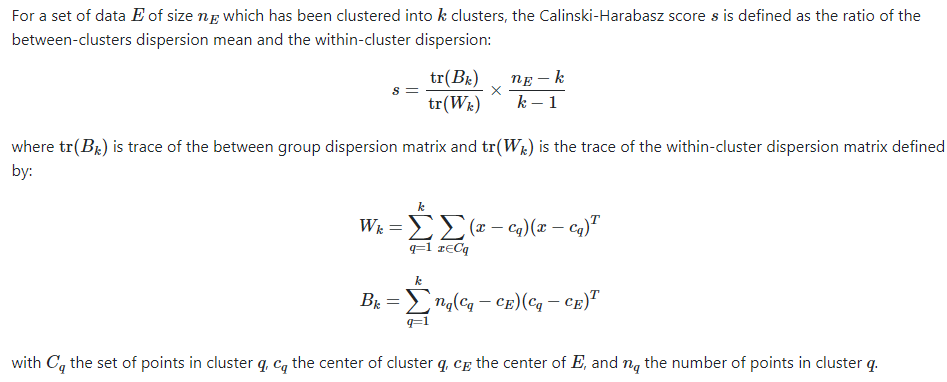 For a set of data E of size n_E which has been clustered into k clusters, the Calinski-Harabasz score s is defined as the ratio of the
between-clusters dispersion mean and the within-cluster dispersion:
s = tr(B_k)/tr(W_k) × (n_E − k)/(k − 1)
where tr(B_k) is trace of the between group dispersion matrix and tr(W_k) is the trace of the within-cluster dispersion matrix defined
by:
W_k = ∑_{q=1}^{k} ∑_{x∈C_q} (x − c_q)(x − c_q)^T
B_k = ∑_{q=1}^{k} n_q(c_q − c_E)(c_q − c_E)^T
with C_q the set of points in cluster q, c_q the center of cluster q, c_E the center of E, and n_q the number of points in cluster q.